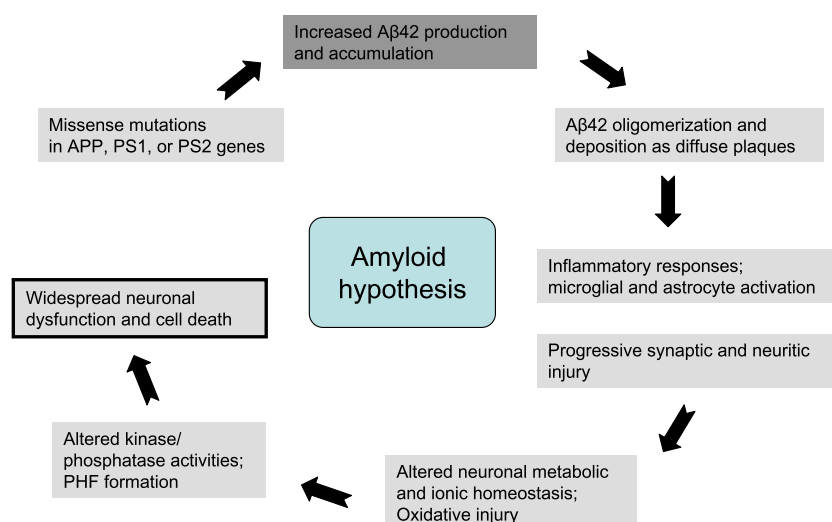 Increased Aβ42 production
and accumulation
Missense mutations
in APP, PS1, or PS2 genes
Aβ42 oligomerization and
deposition as diffuse plaques
Amyloid
hypothesis
Inflammatory responses;
microglial and astrocyte activation
Widespread neuronal
dysfunction and cell death
Progressive synaptic and neuritic
injury
Altered kinase/
phosphatase activities;
PHF formation
Altered neuronal metabolic
and ionic homeostasis;
Oxidative injury